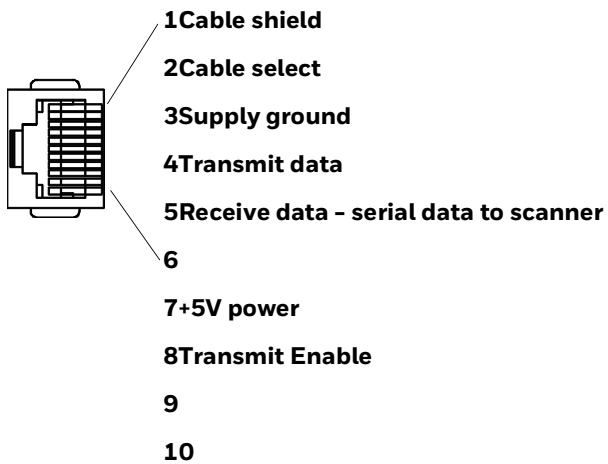 1Cable shield
2Cable select
3Supply ground
4Transmit data
5Receive data – serial data to scanner
6
7+5V power
8Transmit Enable
9
10